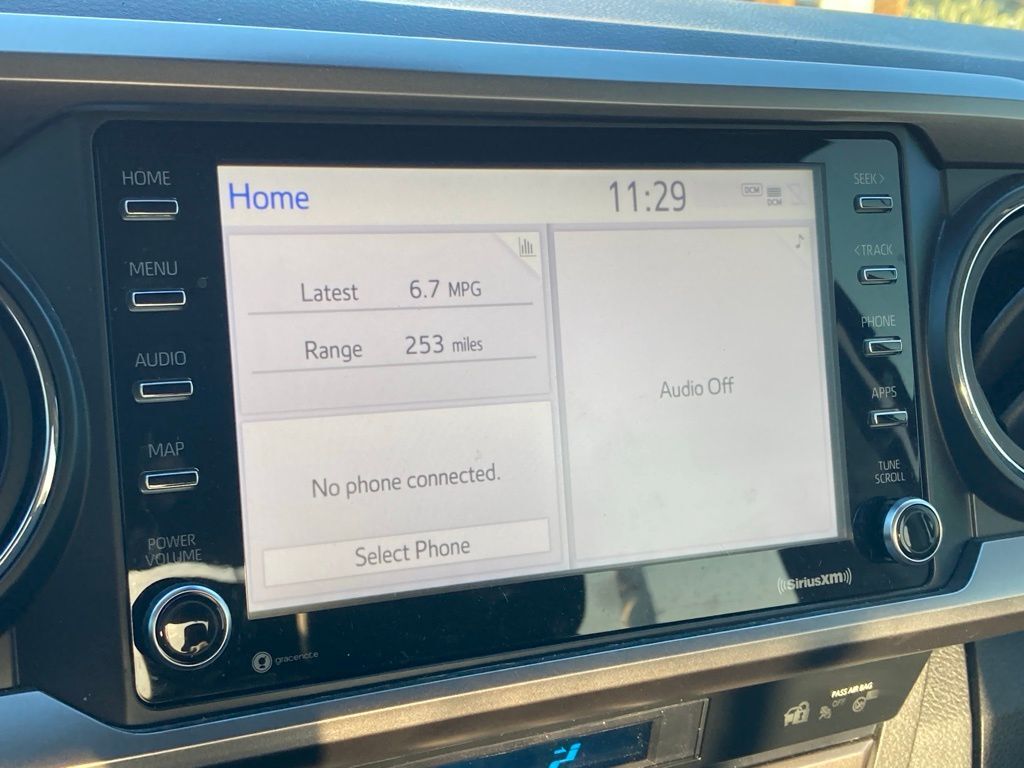 HOME
MENU
AUDIO
MAP
POWER
VOLUME
gracenote
Home
11:29
DCM
DCM
Latest 6.7 MPG
Range 253 miles
No phone connected.
Select Phone
Audio Off
SEEK >
< TRACK
PHONE
APPS
TUNE
SCROLL
((SiriusXM))
PASS AIR BAG
OFF